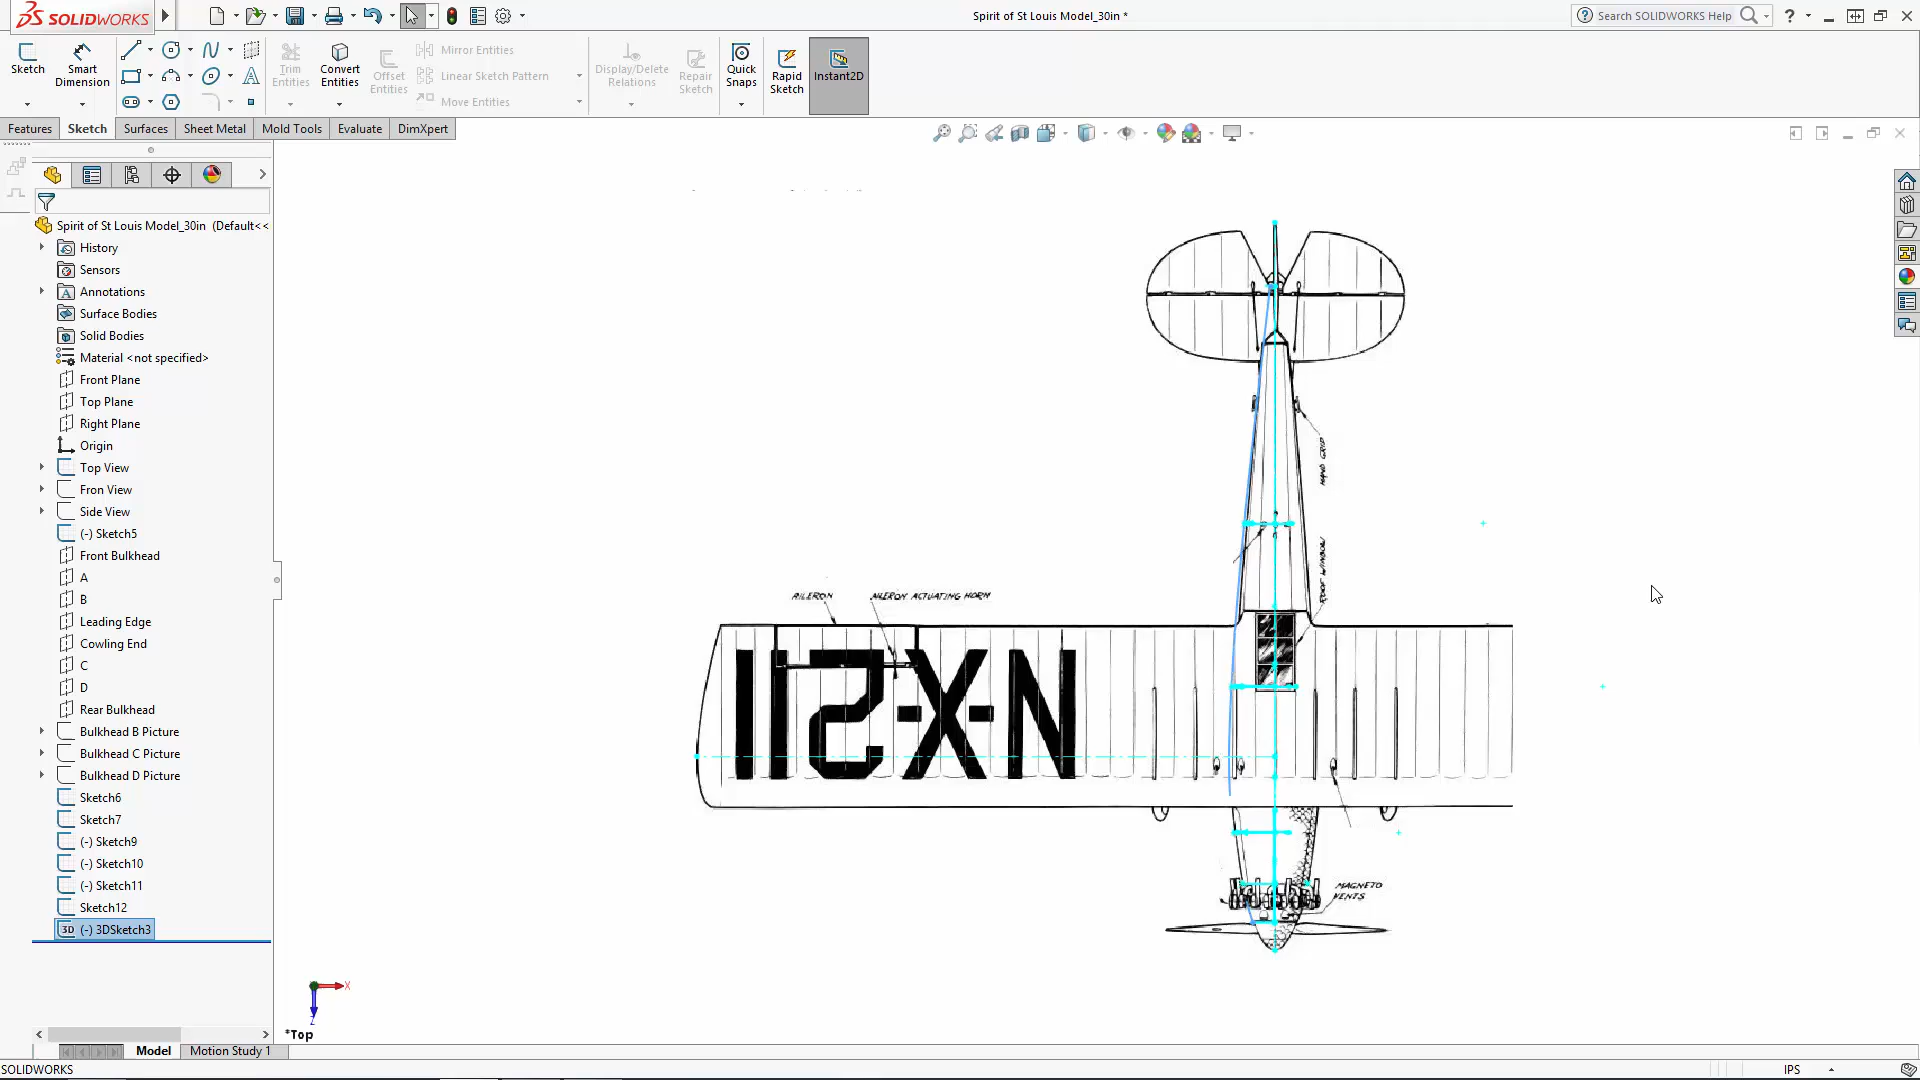 SOLIDWORKS
Spirit of St Louis Model_30in *
Search SOLIDWORKS Help
?
Sketch
Smart Dimension
Trim Entities
Convert Entities
Offset Entities
Mirror Entities
Linear Sketch Pattern
Move Entities
Display/Delete Relations
Repair Sketch
Quick Snaps
Rapid Sketch
Instant2D
Features
Sketch
Surfaces
Sheet Metal
Mold Tools
Evaluate
DimXpert
Spirit of St Louis Model_30in (Default<<
History
Sensors
Annotations
Surface Bodies
Solid Bodies
Material <not specified>
Front Plane
Top Plane
Right Plane
Origin
Top View
Fron View
Side View
(-) Sketch5
Front Bulkhead
A
B
Leading Edge
Cowling End
C
D
Rear Bulkhead
Bulkhead B Picture
Bulkhead C Picture
Bulkhead D Picture
Sketch6
Sketch7
(-) Sketch9
(-) Sketch10
(-) Sketch11
Sketch12
3D (-) 3DSketch3
HAND GRIP
ROOF WINDOW
AILERON
AILERON ACTUATING HORN
N-X-211
MAGNETO
VENTS
X
Z
*Top
Model
Motion Study 1
SOLIDWORKS
IPS